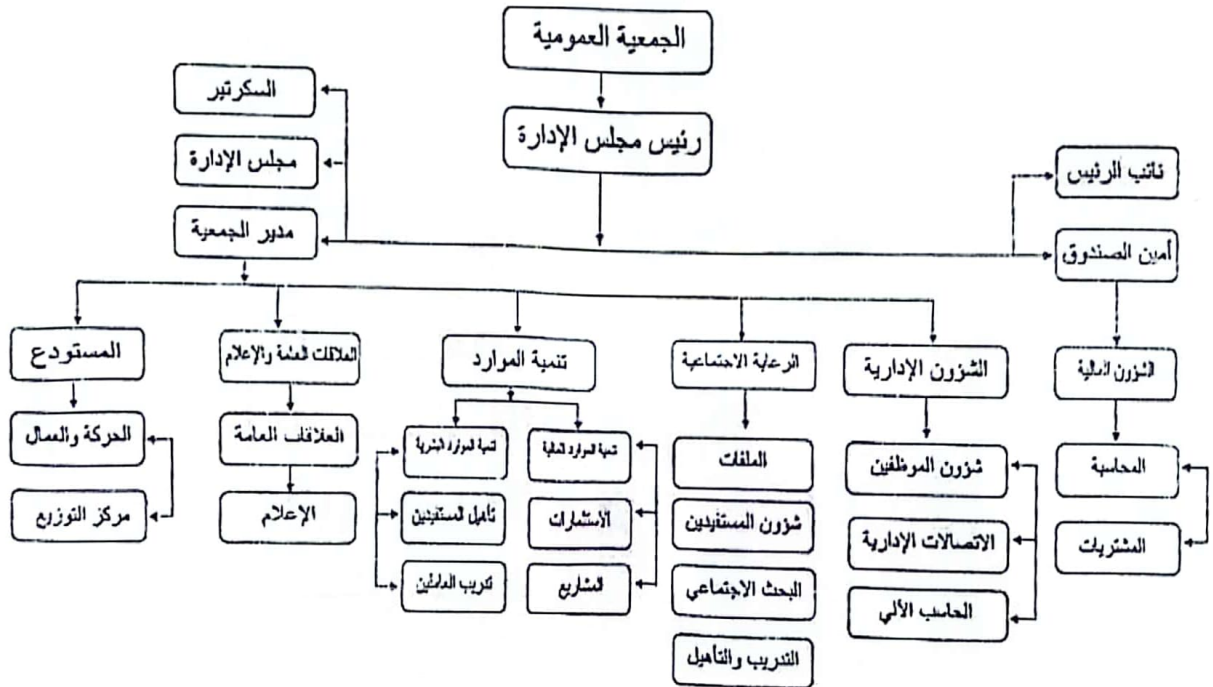 الجمعية العمومية
رئيس مجلس الإدارة
السكرتير
مجلس الإدارة
مدير الجمعية
نائب الرئيس
أمين الصندوق
المستودع
العلاقات العامة والإعلام
تنمية الموارد
الرعاية الاجتماعية
الشؤون الإدارية
الشؤون المالية
الحركة والعمال
مركز التوزيع
العلاقات العامة
الإعلام
تنمية الموارد البشرية
تأهيل المستفيدين
تدريب العاملين
تنمية الموارد المالية
الاستثمارات
المشاريع
الملفات
شؤون المستفيدين
البحث الاجتماعي
التدريب والتأهيل
شؤون الموظفين
الاتصالات الإدارية
الحاسب الآلي
المحاسبة
المشتريات